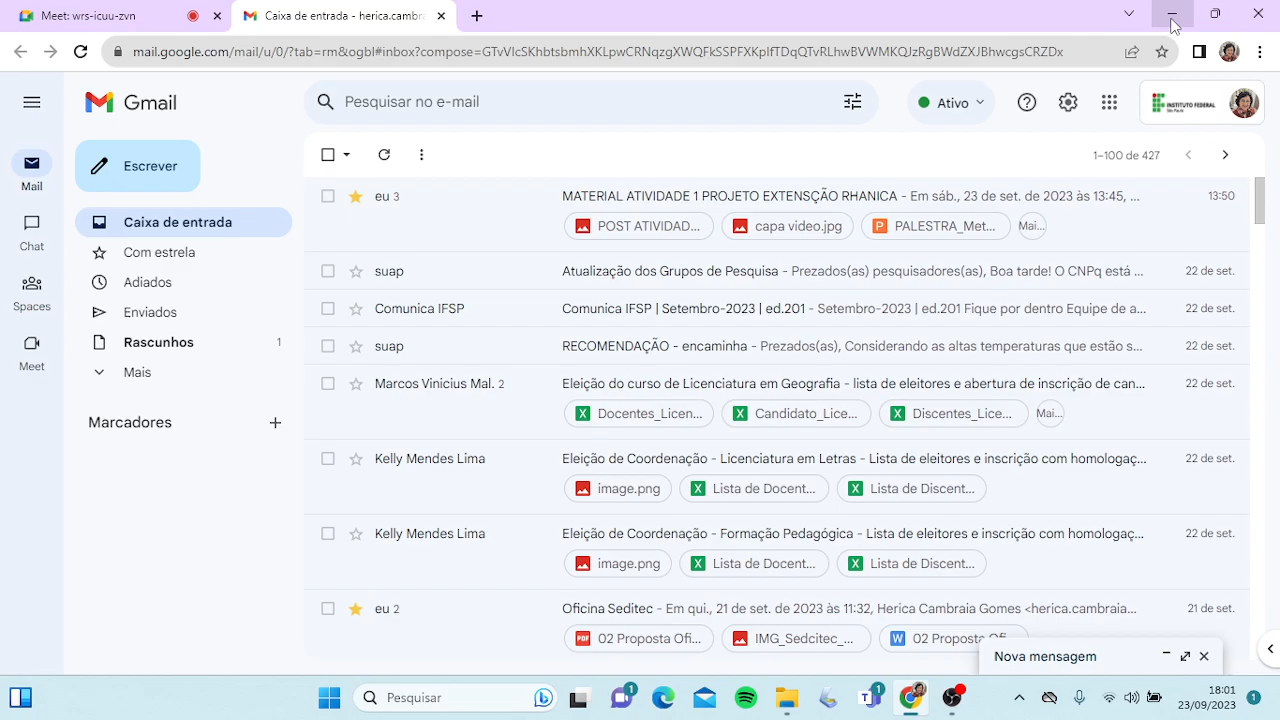 Meet: wrs-icuu-zvn
Caixa de entrada - herica.cambra
mail.google.com/mail/u/0/?tab=rm&ogbl#inbox?compose=GTvVlcSKhbtsbmhXKLpwCRNqzgXWQFkSSPFXKpIfTDqQTvRLhwBVWMKQJzRgBWdZXJBhwcgsCRZDx
Gmail
Pesquisar no e-mail
Ativo
INSTITUTO FEDERAL
São Paulo
Mail
Chat
Spaces
Meet
Escrever
Caixa de entrada
Com estrela
Adiados
Enviados
Rascunhos 1
Mais
Marcadores
1–100 de 427
eu 3 MATERIAL ATIVIDADE 1 PROJETO EXTENSÇÃO RHANICA - Em sáb., 23 de set. de 2023 às 13:45, ... 13:50
POST ATIVIDAD... capa video.jpg PALESTRA_Met... Mai...
suap Atualização dos Grupos de Pesquisa - Prezados(as) pesquisadores(as), Boa tarde! O CNPq está ... 22 de set.
Comunica IFSP Comunica IFSP | Setembro-2023 | ed.201 - Setembro-2023 | ed.201 Fique por dentro Equipe de a... 22 de set.
suap RECOMENDAÇÃO - encaminha - Prezados(as), Considerando as altas temperaturas que estão s... 22 de set.
Marcos Vinicius Mal. 2 Eleição do curso de Licenciatura em Geografia - lista de eleitores e abertura de inscrição de can... 22 de set.
Docentes_Licen... Candidato_Lice... Discentes_Lice... Mai...
Kelly Mendes Lima Eleição de Coordenação - Licenciatura em Letras - Lista de eleitores e inscrição com homologaç... 22 de set.
image.png Lista de Docent... Lista de Discent...
Kelly Mendes Lima Eleição de Coordenação - Formação Pedagógica - Lista de eleitores e inscrição com homologaç... 22 de set.
image.png Lista de Docent... Lista de Discent...
eu 2 Oficina Seditec - Em qui., 21 de set. de 2023 às 11:32, Herica Cambraia Gomes <herica.cambraia... 21 de set.
02 Proposta Ofi... IMG_Sedcitec_... 02 Proposta Ofi...
Nova mensagem
Pesquisar
1
1
18:01
23/09/2023
1